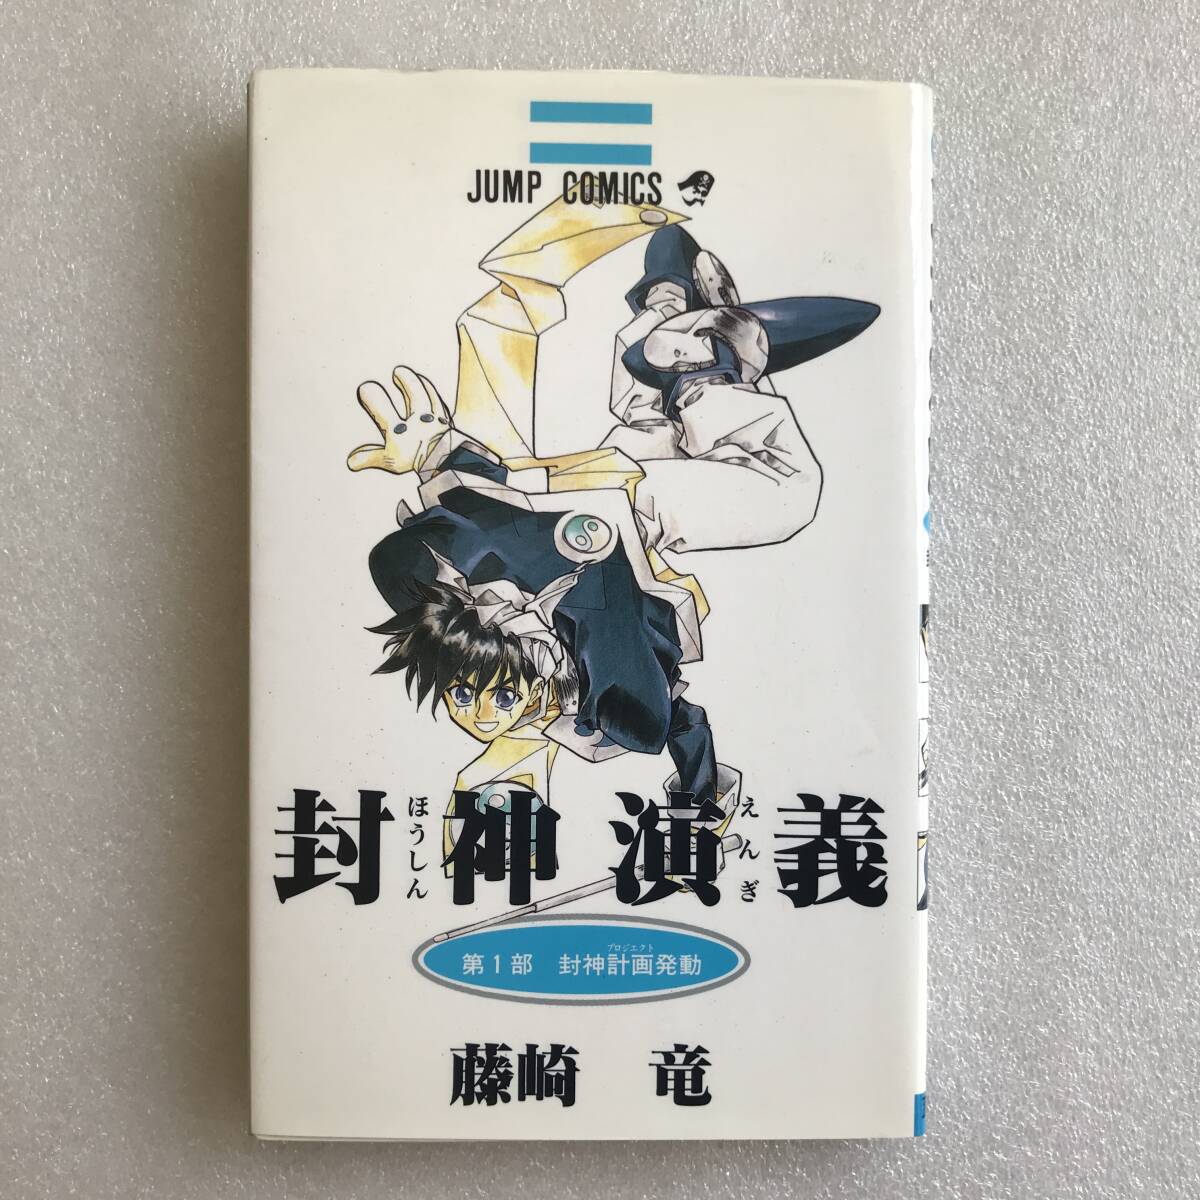 JUMP COMICS
封神演義
ほうしん
えんぎ
プロジェクト
第1部 封神計画発動
藤崎 竜